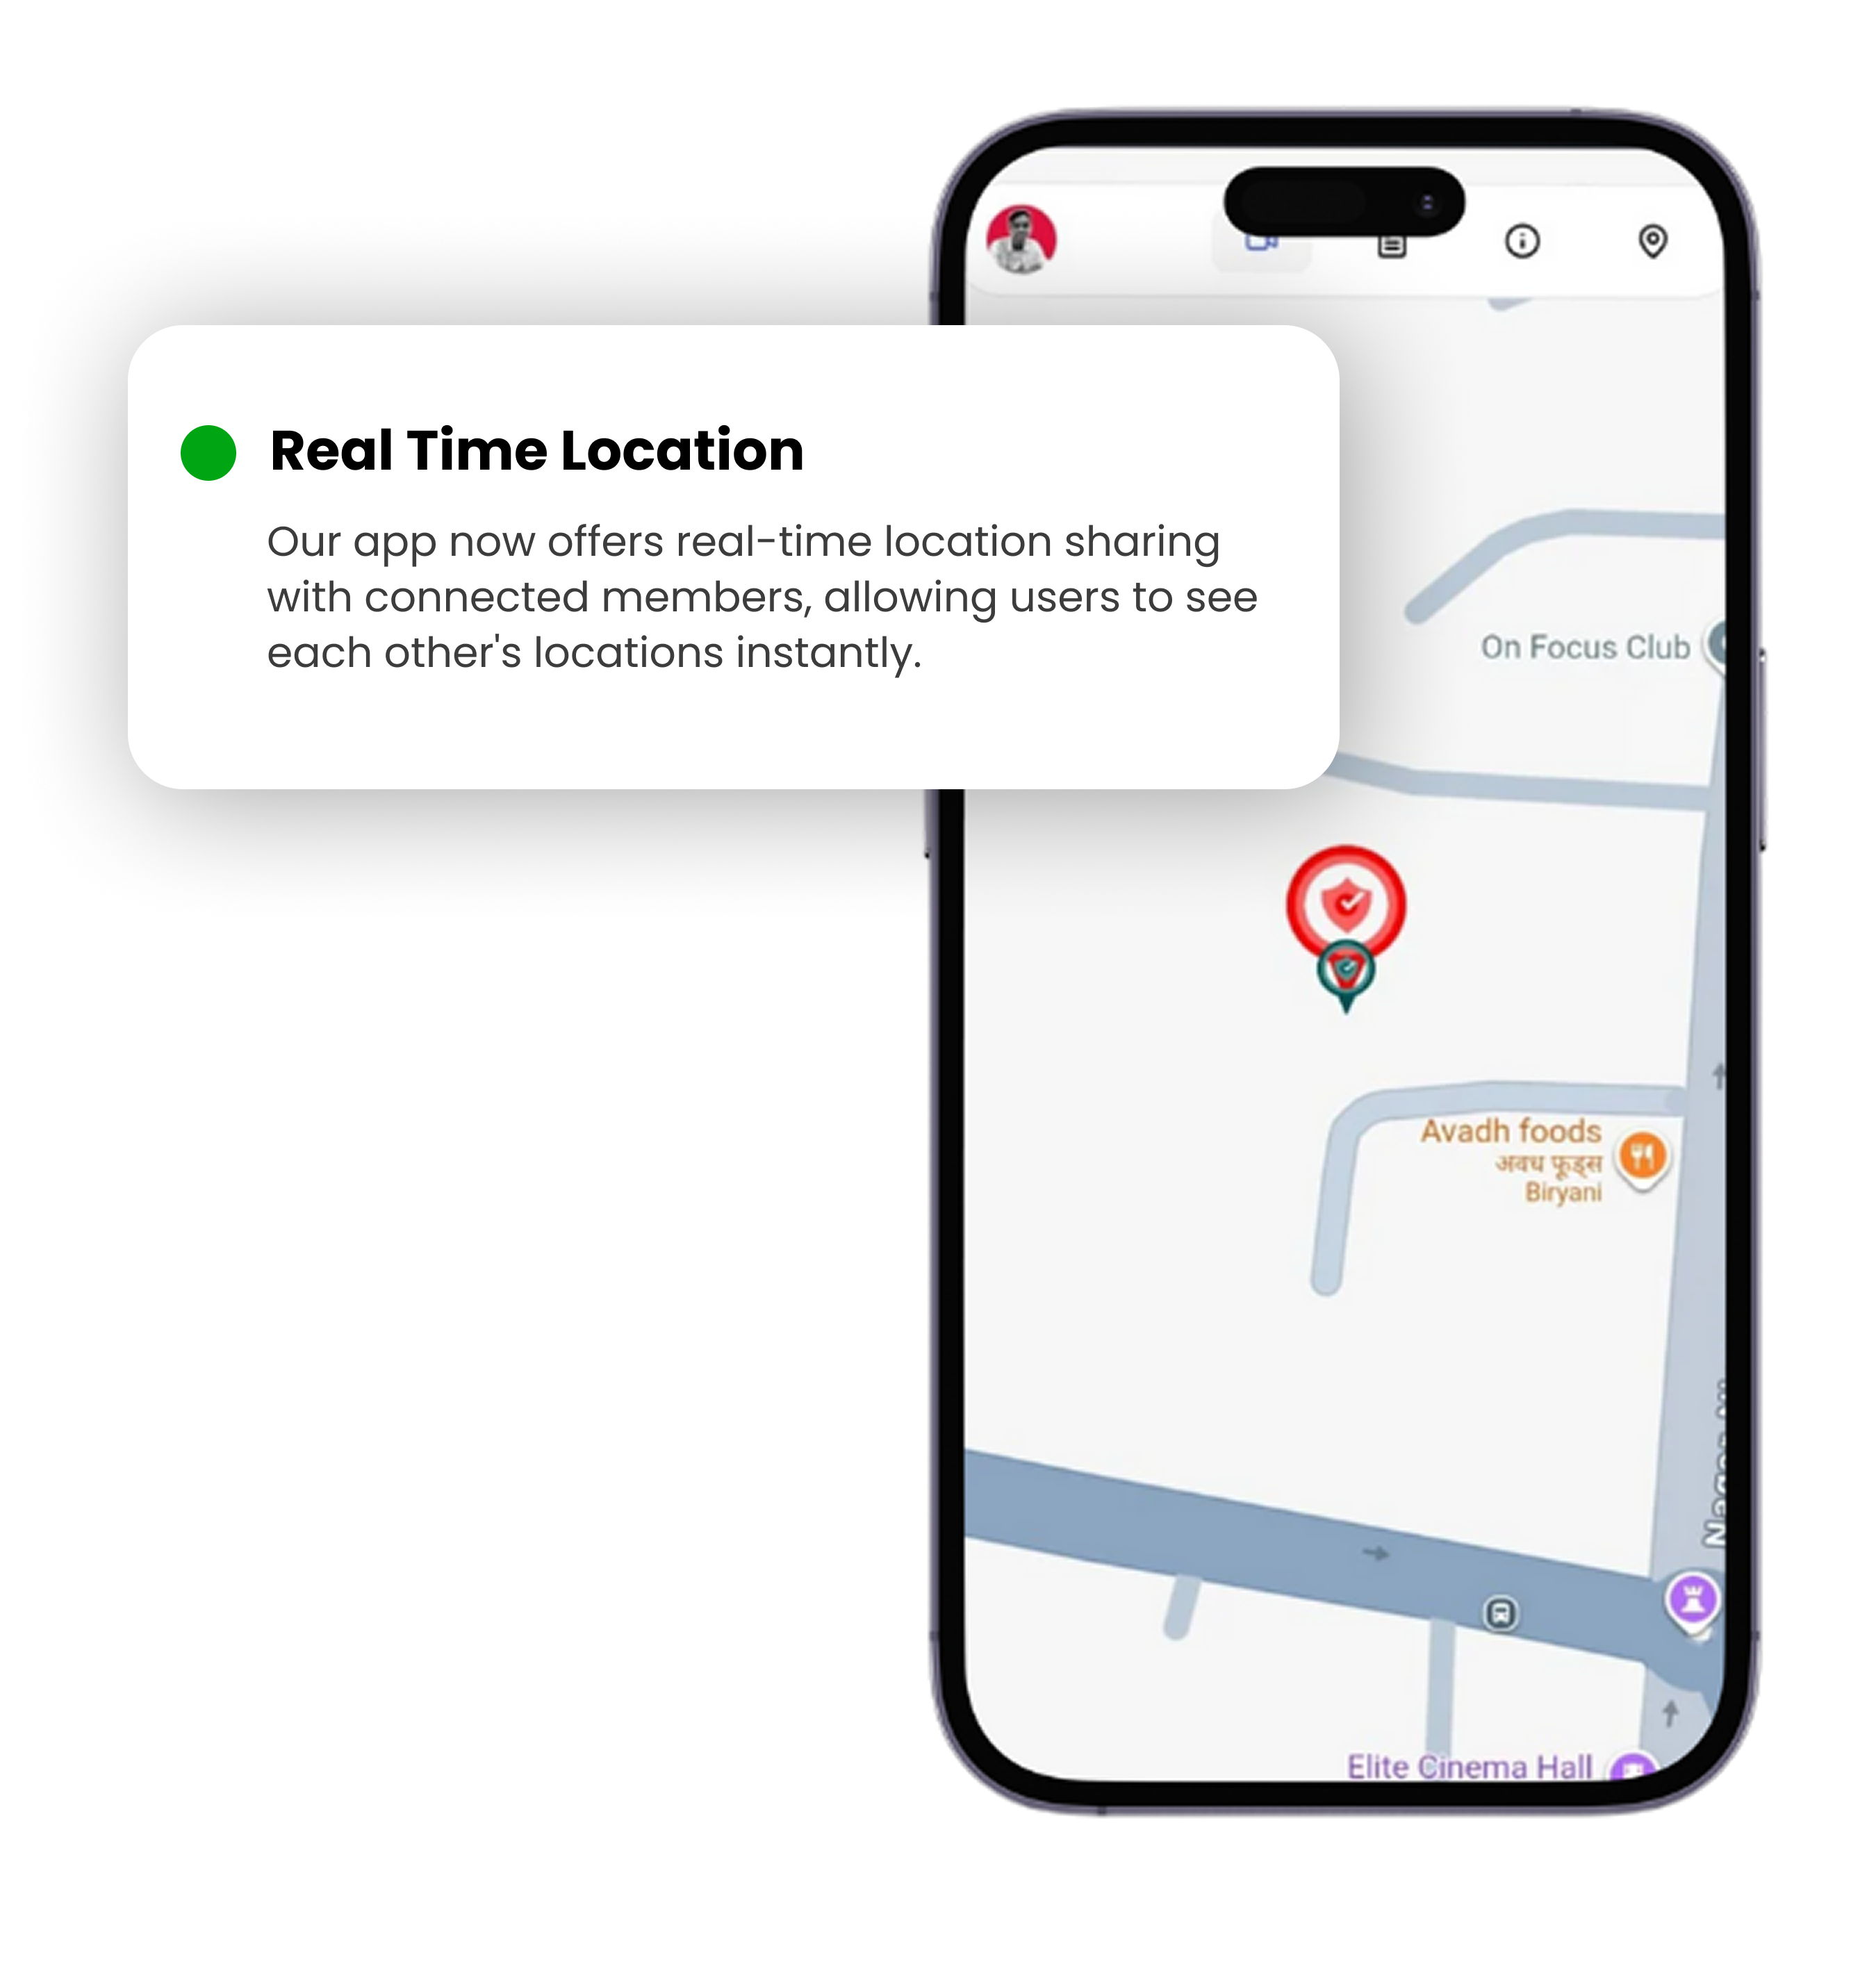 Real Time Location
Our app now offers real-time location sharing
with connected members, allowing users to see
each other's locations instantly.
On Focus Club
Avadh foods
अवध फूड्स
Biryani
Elite Cinema Hall